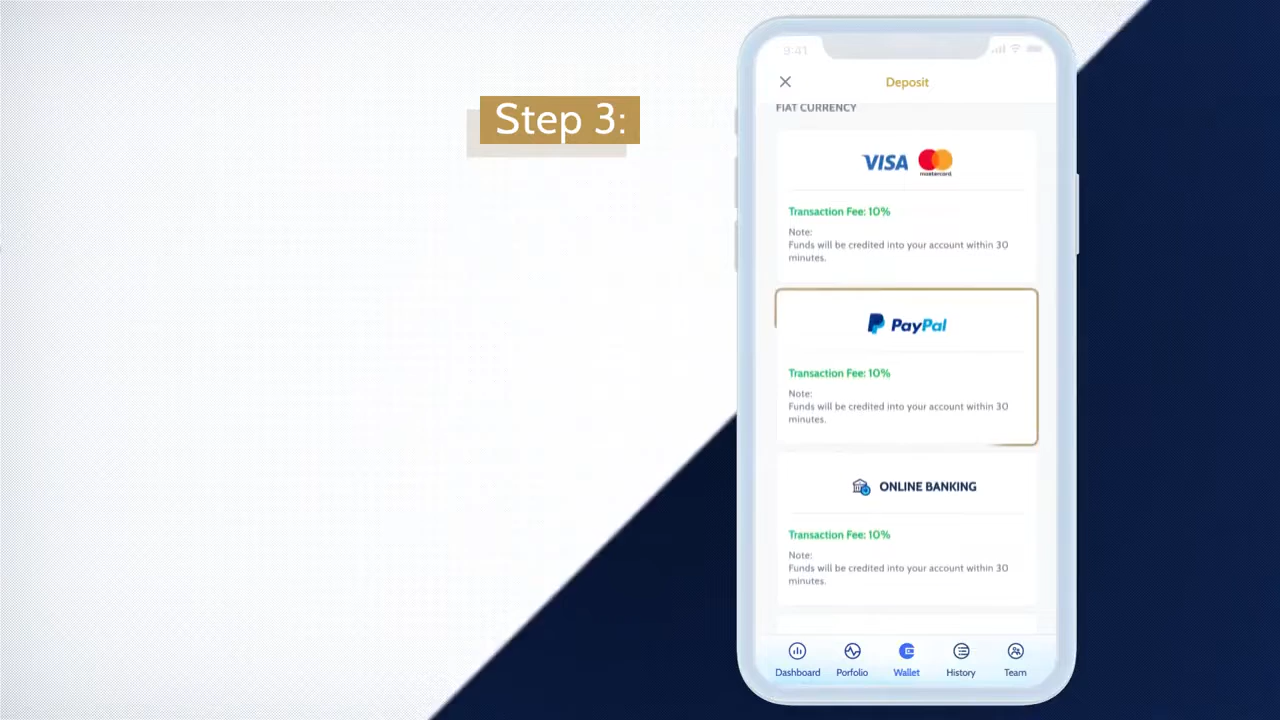 Step 3:
9:41
Deposit
FIAT CURRENCY
VISA mastercard
Transaction Fee: 10%
Note:
Funds will be credited into your account within 30
minutes.
PayPal
Transaction Fee: 10%
Note:
Funds will be credited into your account within 30
minutes.
ONLINE BANKING
Transaction Fee: 10%
Note:
Funds will be credited into your account within 30
minutes.
Dashboard Porfolio Wallet History Team